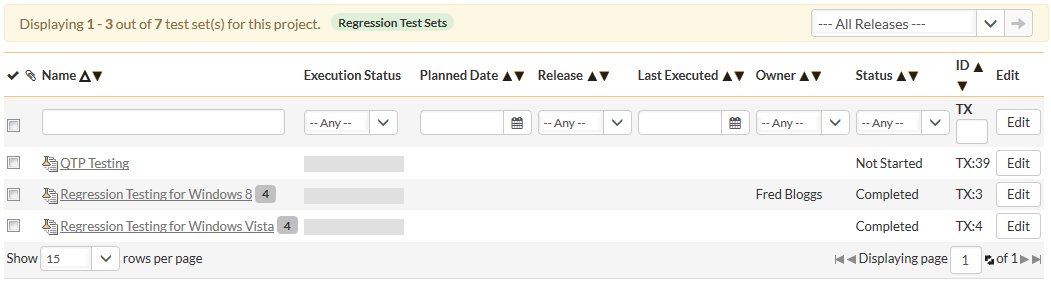 Displaying 1 - 3 out of 7 test set(s) for this project. Regression Test Sets --- All Releases ---
Name Execution Status Planned Date Release Last Executed Owner Status ID Edit
-- Any -- -- Any -- -- Any -- -- Any -- TX Edit
QTP Testing Not Started TX:39 Edit
Regression Testing for Windows 8 4 Fred Bloggs Completed TX:3 Edit
Regression Testing for Windows Vista 4 Completed TX:4 Edit
Show 15 rows per page Displaying page 1 of 1